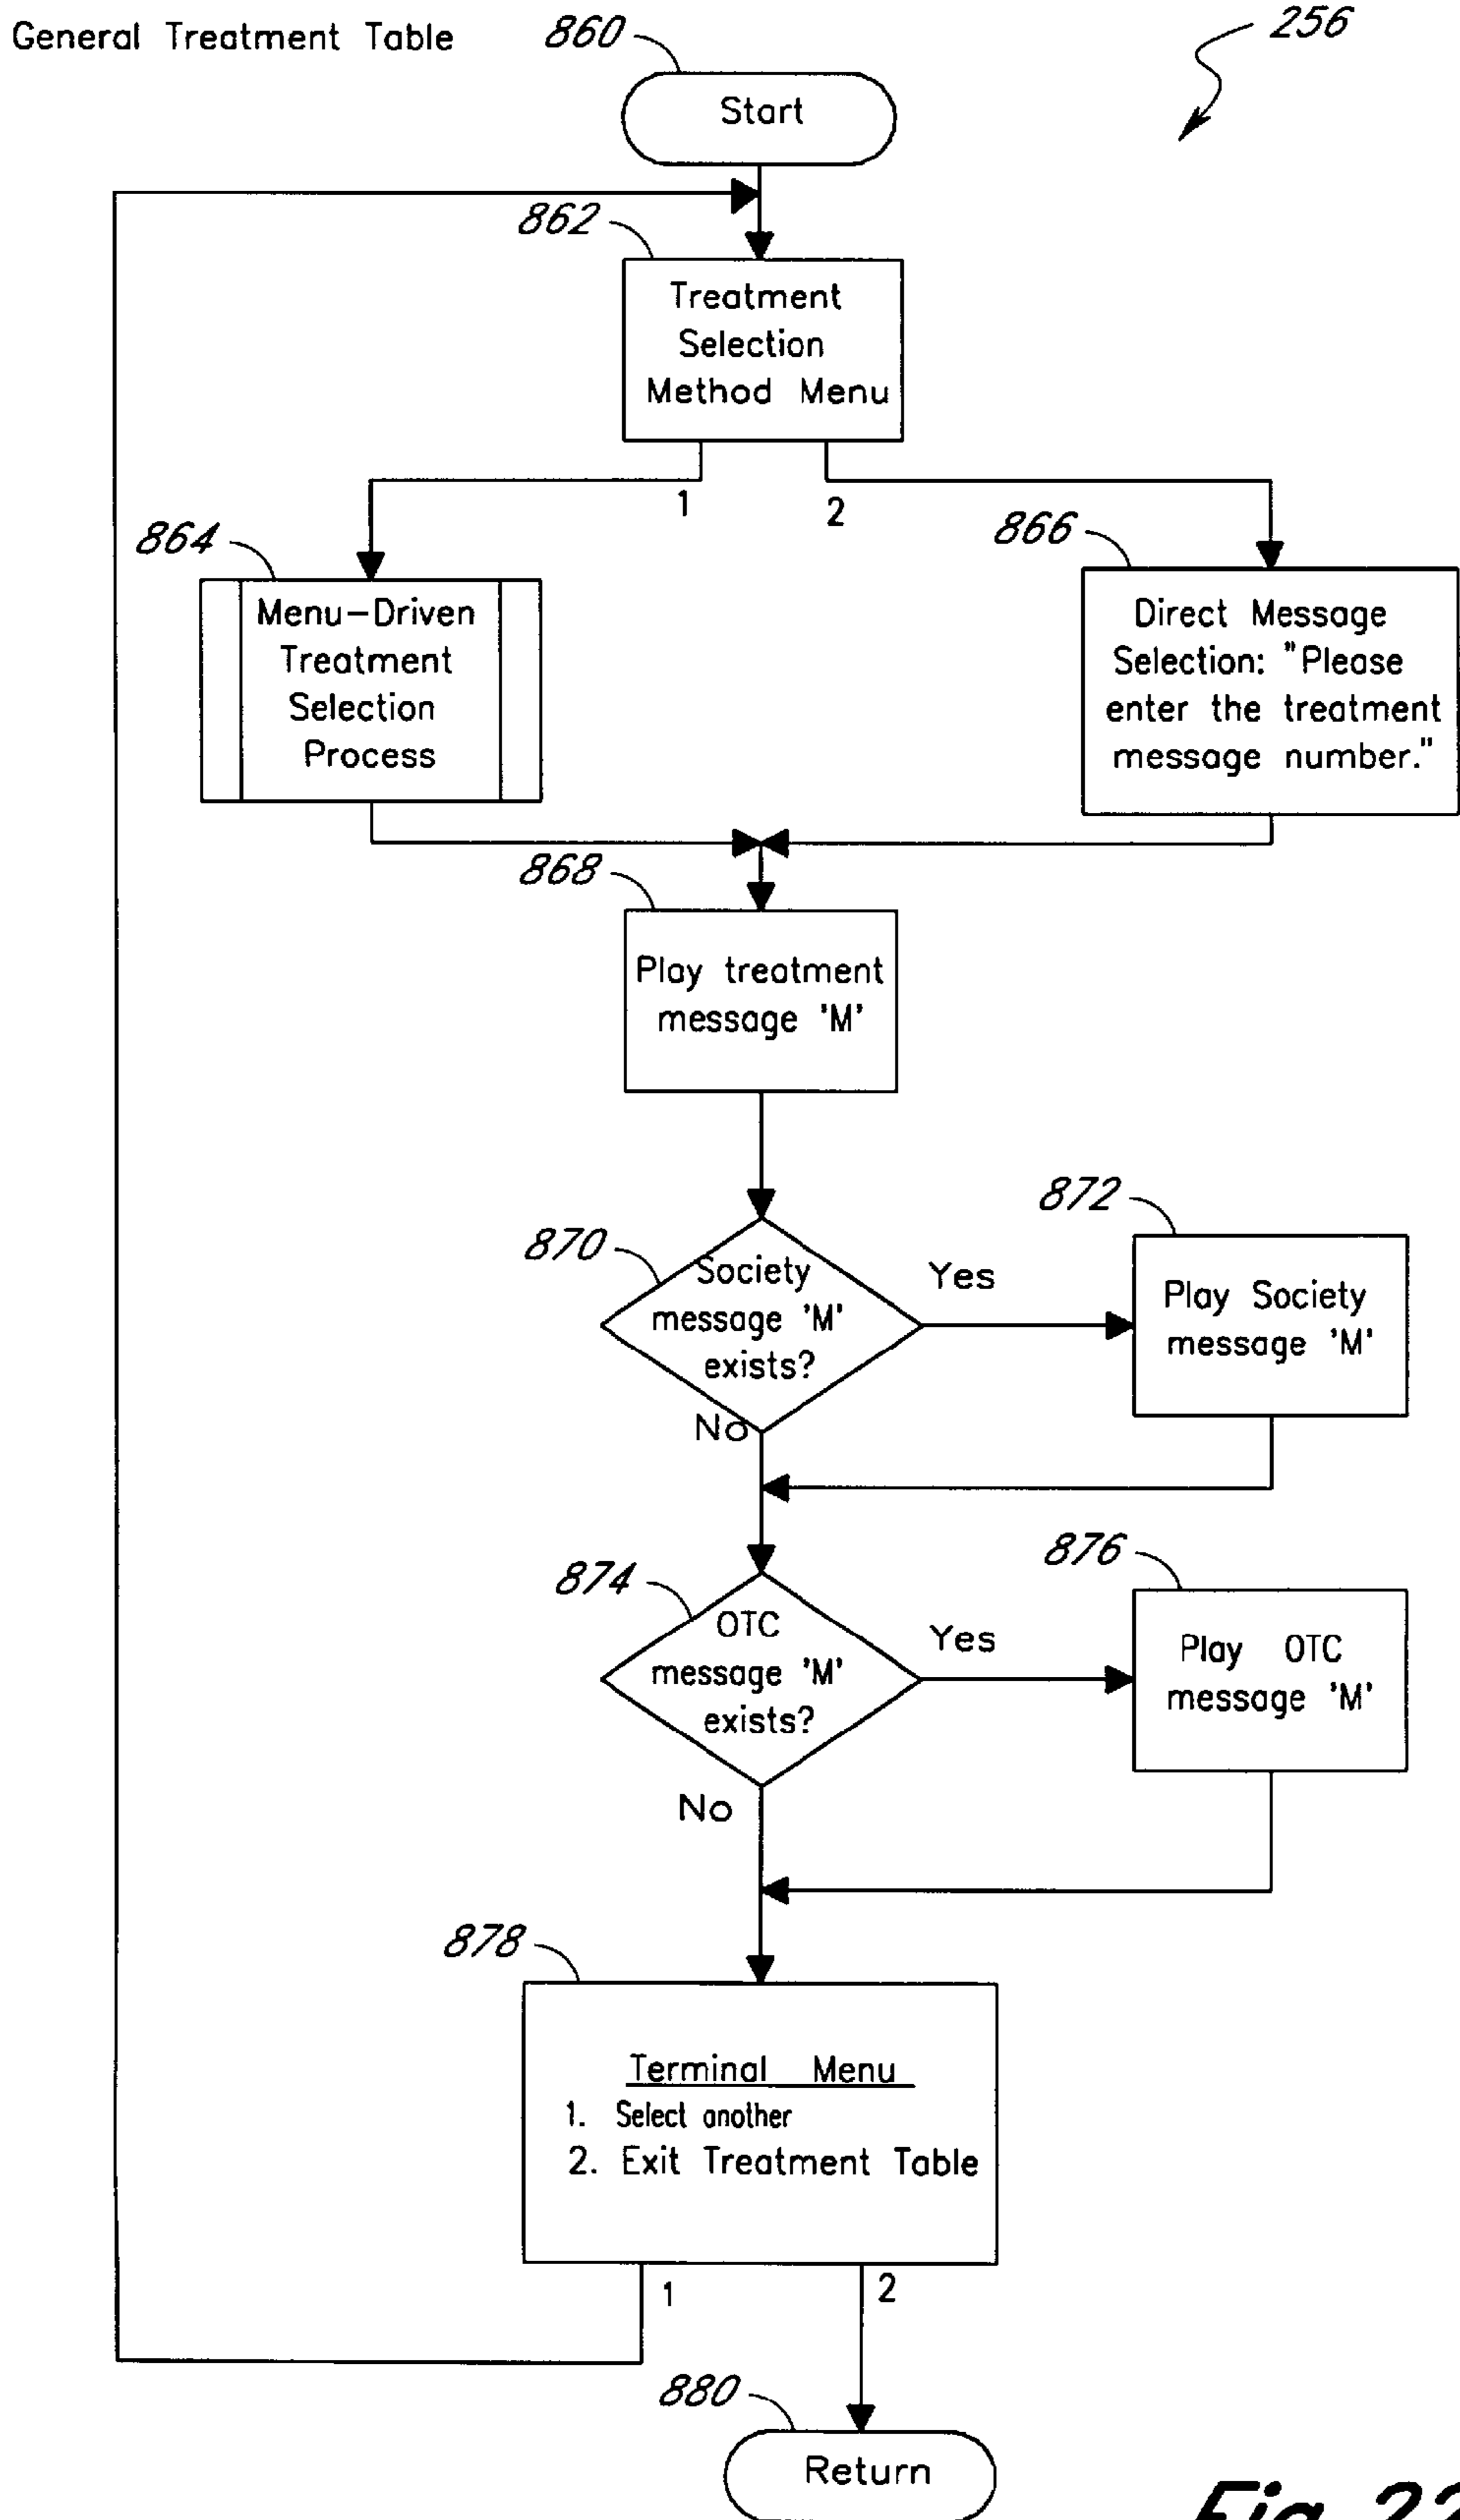 General Treatment Table
860
256
Start
862
Treatment
Selection
Method Menu
1
2
864
866
Menu-Driven
Treatment
Selection
Process
Direct Message
Selection: "Please
enter the treatment
message number."
868
Play treatment
message 'M'
870
872
Society
message 'M'
exists?
Yes
Play Society
message 'M'
No
874
876
OTC
message 'M'
exists?
Yes
Play OTC
message 'M'
No
878
Terminal Menu
1. Select another
2. Exit Treatment Table
1
2
880
Return